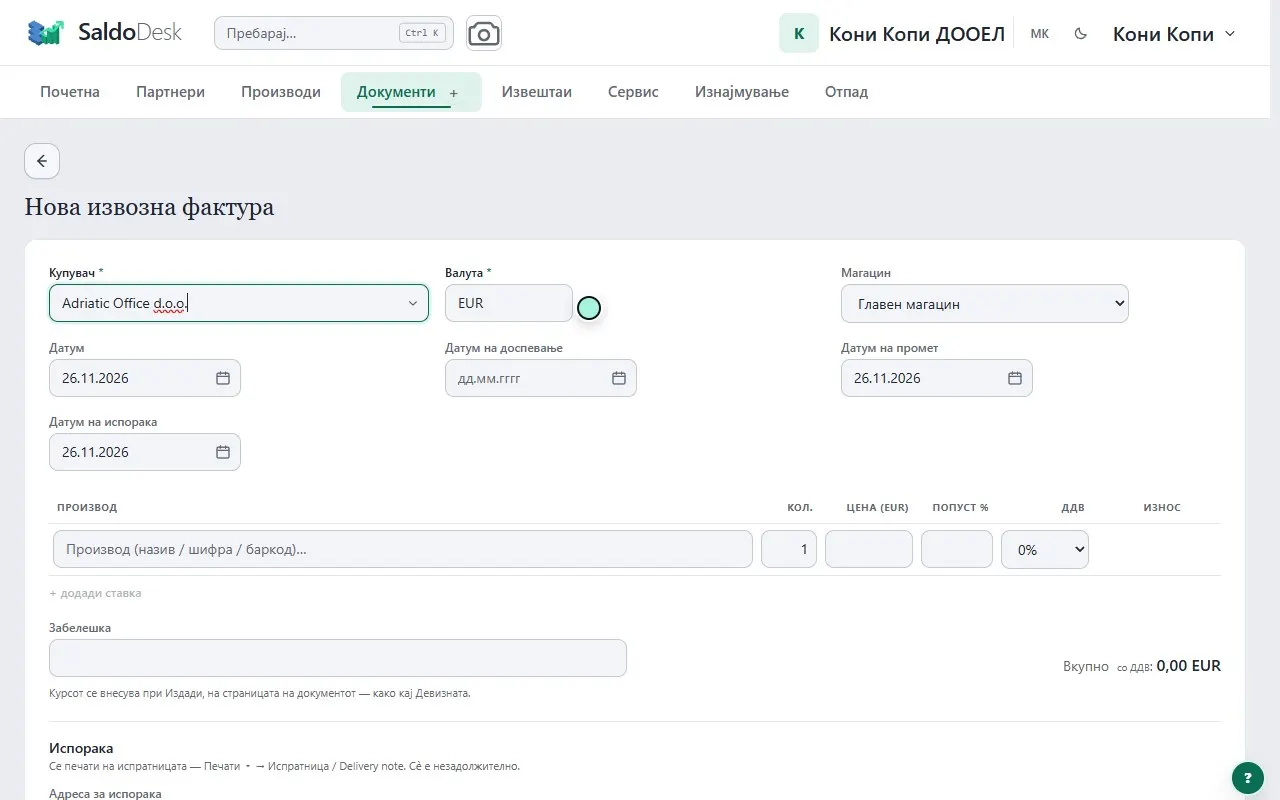 SaldoDesk
Пребарај...
Ctrl K
К
Кони Копи ДООЕЛ
МК
Кони Копи
Почетна
Партнери
Производи
Документи +
Извештаи
Сервис
Изнајмување
Отпад
Нова извозна фактура
Купувач *
Валута *
Магацин
Adriatic Office d.o.o.
EUR
Главен магацин
Датум
Датум на доспевање
Датум на промет
26.11.2026
дд.мм.гггг
26.11.2026
Датум на испорака
26.11.2026
ПРОИЗВОД
КОЛ.
ЦЕНА (EUR)
ПОПУСТ %
ДДВ
ИЗНОС
Производ (назив / шифра / баркод)...
1
0%
+ додади ставка
Забелешка
Вкупно со ДДВ: 0,00 EUR
Курсот се внесува при Издади, на страницата на документот — како кај Девизната.
Испорака
Се печати на испратницата — Печати ▾ → Испратница / Delivery note. Сѐ е незадолжително.
Адреса за испорака
?